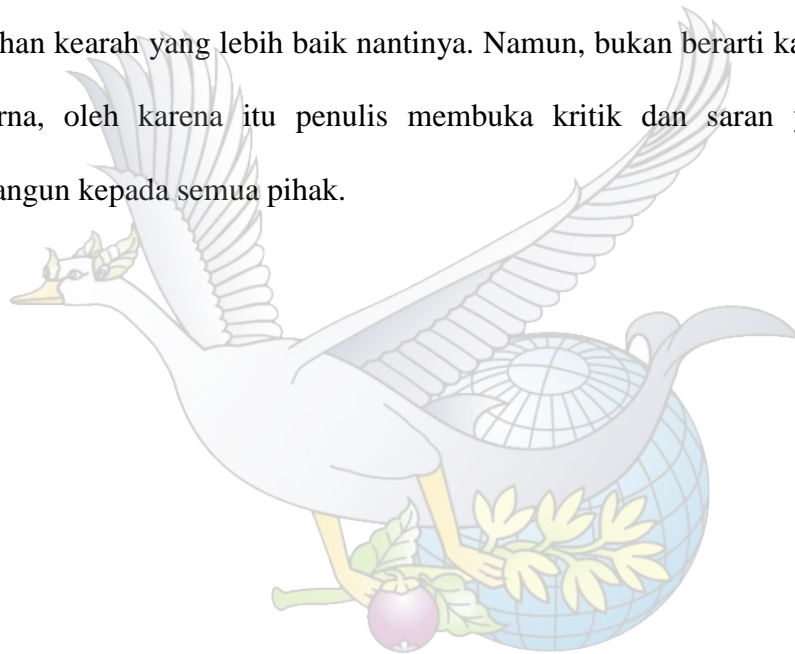 han kearah yang lebih baik nantinya. Namun, bukan berarti ka
rna, oleh karena itu penulis membuka kritik dan saran
angun kepada semua pihak.